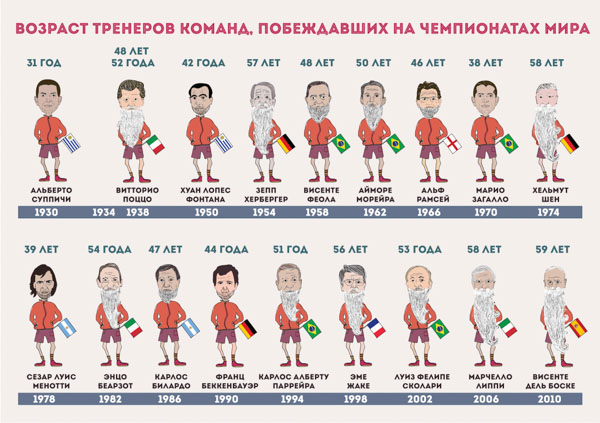 ВОЗРАСТ ТРЕНЕРОВ КОМАНД, ПОБЕЖДАВШИХ НА ЧЕМПИОНАТАХ МИРА
31 ГОД
48 ЛЕТ
52 ГОДА
42 ГОДА
57 ЛЕТ
48 ЛЕТ
50 ЛЕТ
46 ЛЕТ
38 ЛЕТ
58 ЛЕТ
АЛЬБЕРТО
СУППИЧИ
ВИТТОРИО
ПОЦЦО
ХУАН ЛОПЕС
ФОНТАНА
ЗЕПП
ХЕРБЕРГЕР
ВИСЕНТЕ
ФЕОЛА
АЙМОРЕ
МОРЕЙРА
АЛЬФ
РАМСЕЙ
МАРИО
ЗАГАЛЛО
ХЕЛЬМУТ
ШЕН
1930 1934 1938 1950 1954 1958 1962 1966 1970 1974
39 ЛЕТ
54 ГОДА
47 ЛЕТ
44 ГОДА
51 ГОД
56 ЛЕТ
53 ГОДА
58 ЛЕТ
59 ЛЕТ
СЕЗАР ЛУИС
МЕНОТТИ
ЭНЦО
БЕАРЗОТ
КАРЛОС
БИЛАРДО
ФРАНЦ
БЕККЕНБАУЭР
КАРЛОС АЛБЕРТУ
ПАРРЕЙРА
ЭМЕ
ЖАКЕ
ЛУИЗ ФЕЛИПЕ
СКОЛАРИ
МАРЧЕЛЛО
ЛИППИ
ВИСЕНТЕ
ДЕЛЬ БОСКЕ
1978 1982 1986 1990 1994 1998 2002 2006 2010